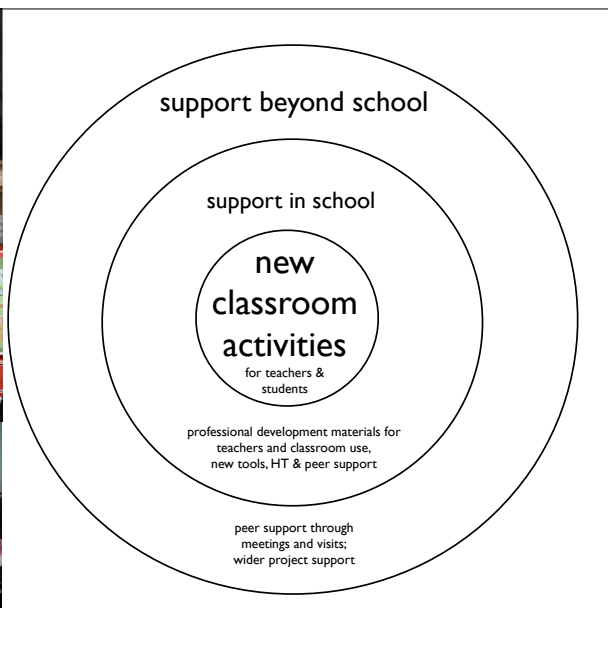 support beyond school
support in school
new
classroom
activities
for teachers &
students
professional development materials for
teachers and classroom use,
new tools, HT & peer support
peer support through
meetings and visits;
wider project support